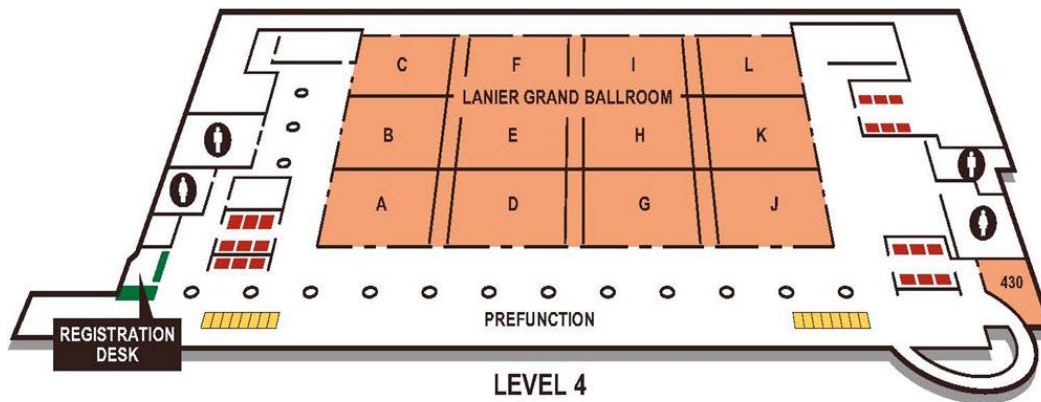 C F I L
LANIER GRAND BALLROOM
B E H K
A D G J
430
PREFUNCTION
REGISTRATION
DESK
LEVEL 4